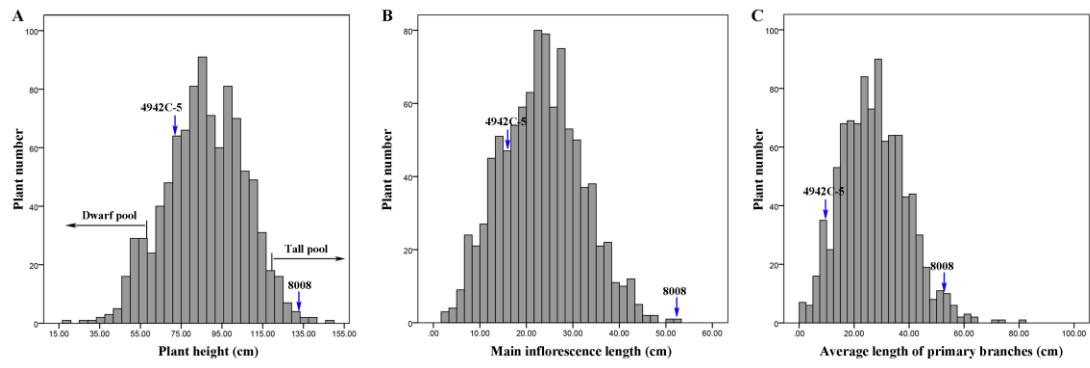 A
Plant number
100
80
60
40
20
0
4942C-5
Dwarf pool
Tall pool
8008
15.00 35.00 55.00 75.00 95.00 115.00 135.00 155.00
Plant height (cm)
B
Plant number
80
60
40
20
0
4942C-5
8008
.00 10.00 20.00 30.00 40.00 50.00 60.00
Main inflorescence length (cm)
C
Plant number
100
80
60
40
20
0
4942C-5
8008
.00 20.00 40.00 60.00 80.00 100.00
Average length of primary branches (cm)